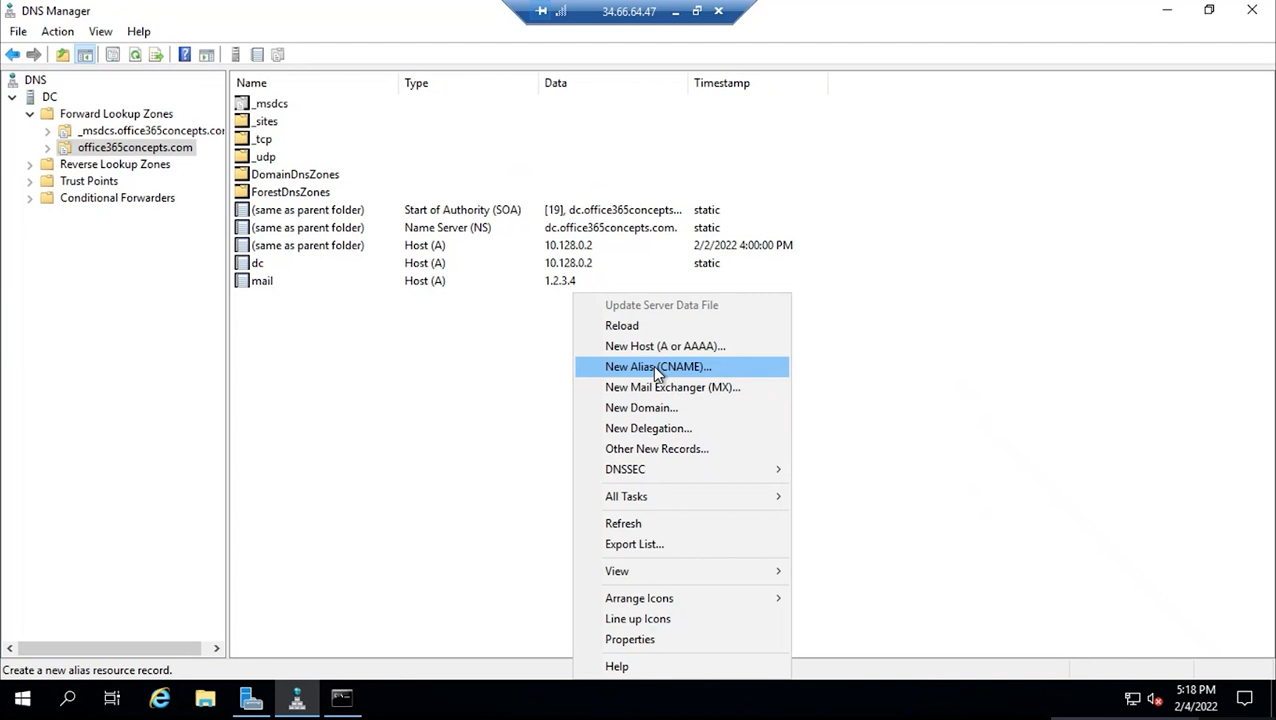 DNS Manager
34.66.64.47
File Action View Help
DNS
DC
Forward Lookup Zones
_msdcs.office365concepts.cor
office365concepts.com
Reverse Lookup Zones
Trust Points
Conditional Forwarders
Name Type Data Timestamp
_msdcs
_sites
_tcp
_udp
DomainDnsZones
ForestDnsZones
(same as parent folder) Start of Authority (SOA) [19], dc.office365concepts... static
(same as parent folder) Name Server (NS) dc.office365concepts.com. static
(same as parent folder) Host (A) 10.128.0.2 2/2/2022 4:00:00 PM
dc Host (A) 10.128.0.2 static
mail Host (A) 1.2.3.4
Update Server Data File
Reload
New Host (A or AAAA)...
New Alias (CNAME)...
New Mail Exchanger (MX)...
New Domain...
New Delegation...
Other New Records...
DNSSEC
All Tasks
Refresh
Export List...
View
Arrange Icons
Line up Icons
Properties
Help
Create a new alias resource record.
5:18 PM
2/4/2022